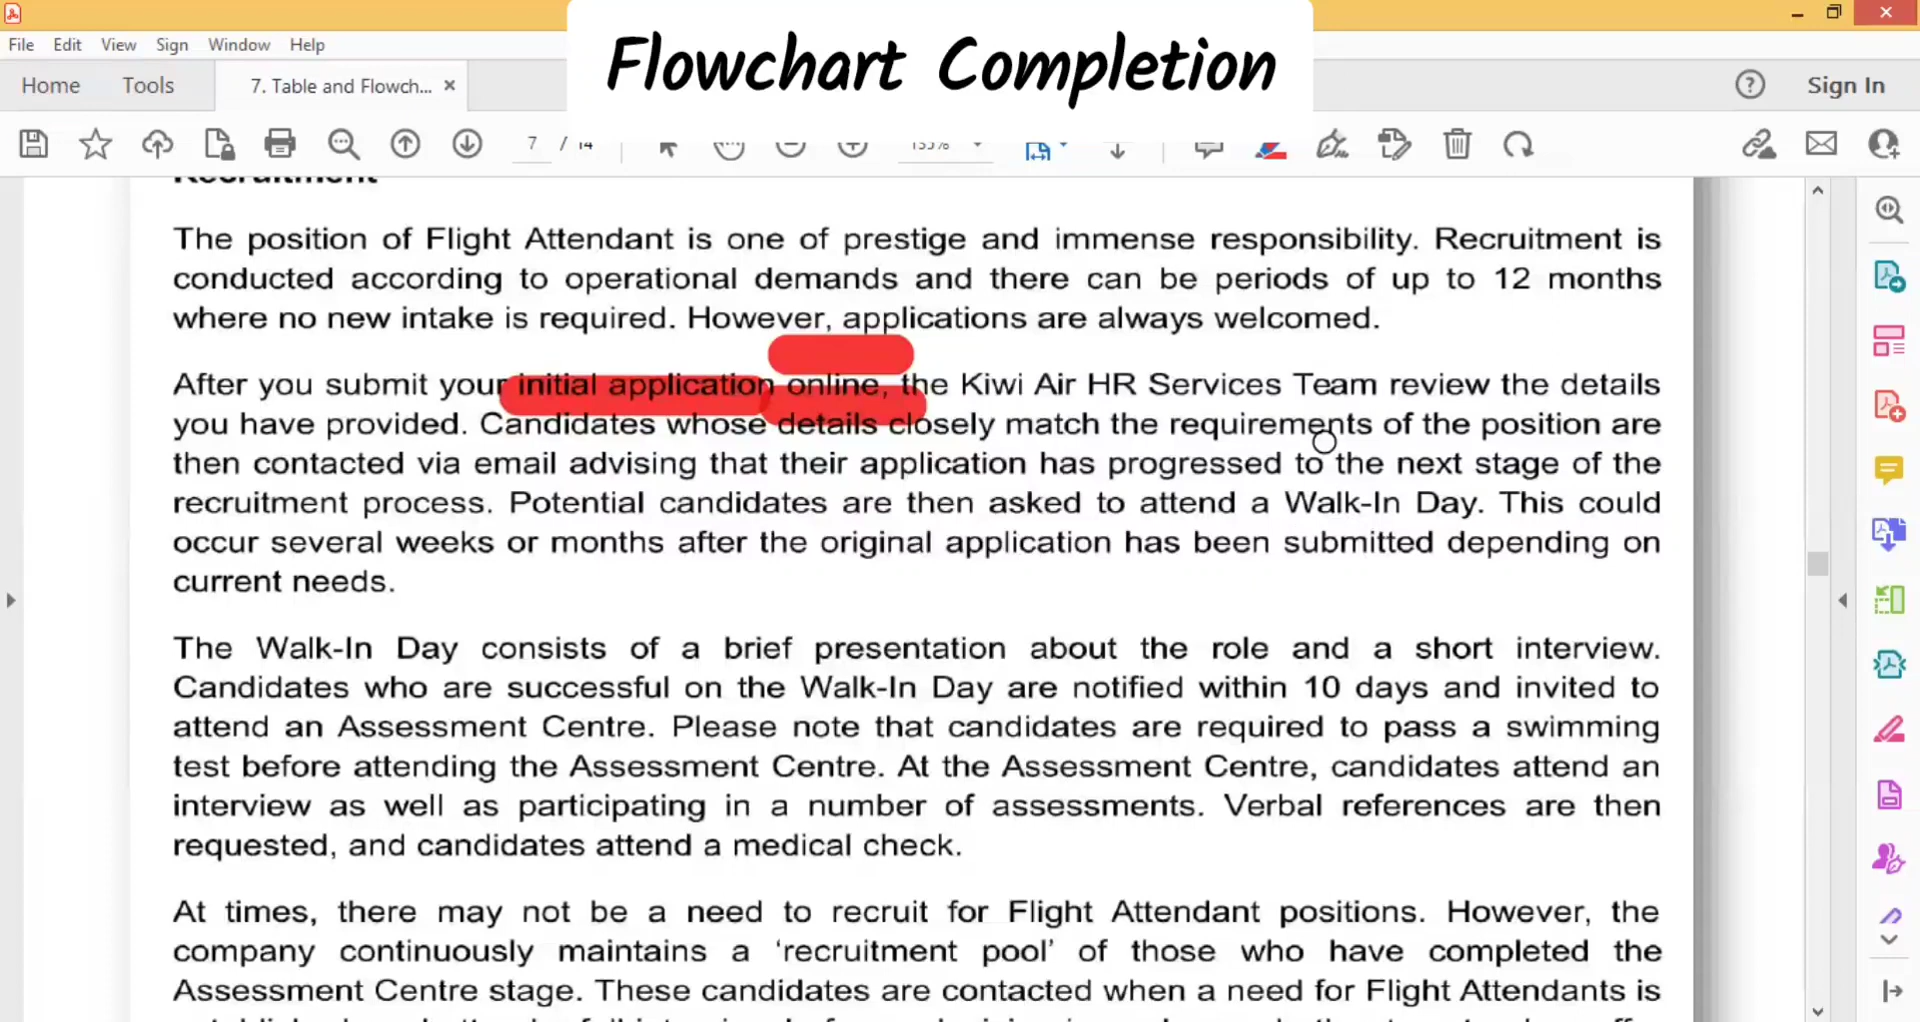 Flowchart Completion
File Edit View Sign Window Help
Home Tools 7. Table and Flowch... × Sign In
7 / 14 135%
Recruitment
The position of Flight Attendant is one of prestige and immense responsibility. Recruitment is
conducted according to operational demands and there can be periods of up to 12 months
where no new intake is required. However, applications are always welcomed.
After you submit your initial application online, the Kiwi Air HR Services Team review the details
you have provided. Candidates whose details closely match the requirements of the position are
then contacted via email advising that their application has progressed to the next stage of the
recruitment process. Potential candidates are then asked to attend a Walk-In Day. This could
occur several weeks or months after the original application has been submitted depending on
current needs.
The Walk-In Day consists of a brief presentation about the role and a short interview.
Candidates who are successful on the Walk-In Day are notified within 10 days and invited to
attend an Assessment Centre. Please note that candidates are required to pass a swimming
test before attending the Assessment Centre. At the Assessment Centre, candidates attend an
interview as well as participating in a number of assessments. Verbal references are then
requested, and candidates attend a medical check.
At times, there may not be a need to recruit for Flight Attendant positions. However, the
company continuously maintains a ‘recruitment pool’ of those who have completed the
Assessment Centre stage. These candidates are contacted when a need for Flight Attendants is